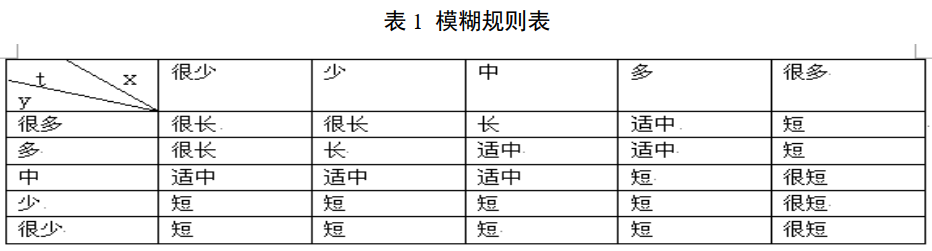 表 1 模糊规则表
t x y 很少 少 中 多 很多
很多 很长 很长 长 适中 短
多 很长 长 适中 适中 短
中 适中 适中 适中 短 很短
少 短 短 短 短 很短
很少 短 短 短 短 很短